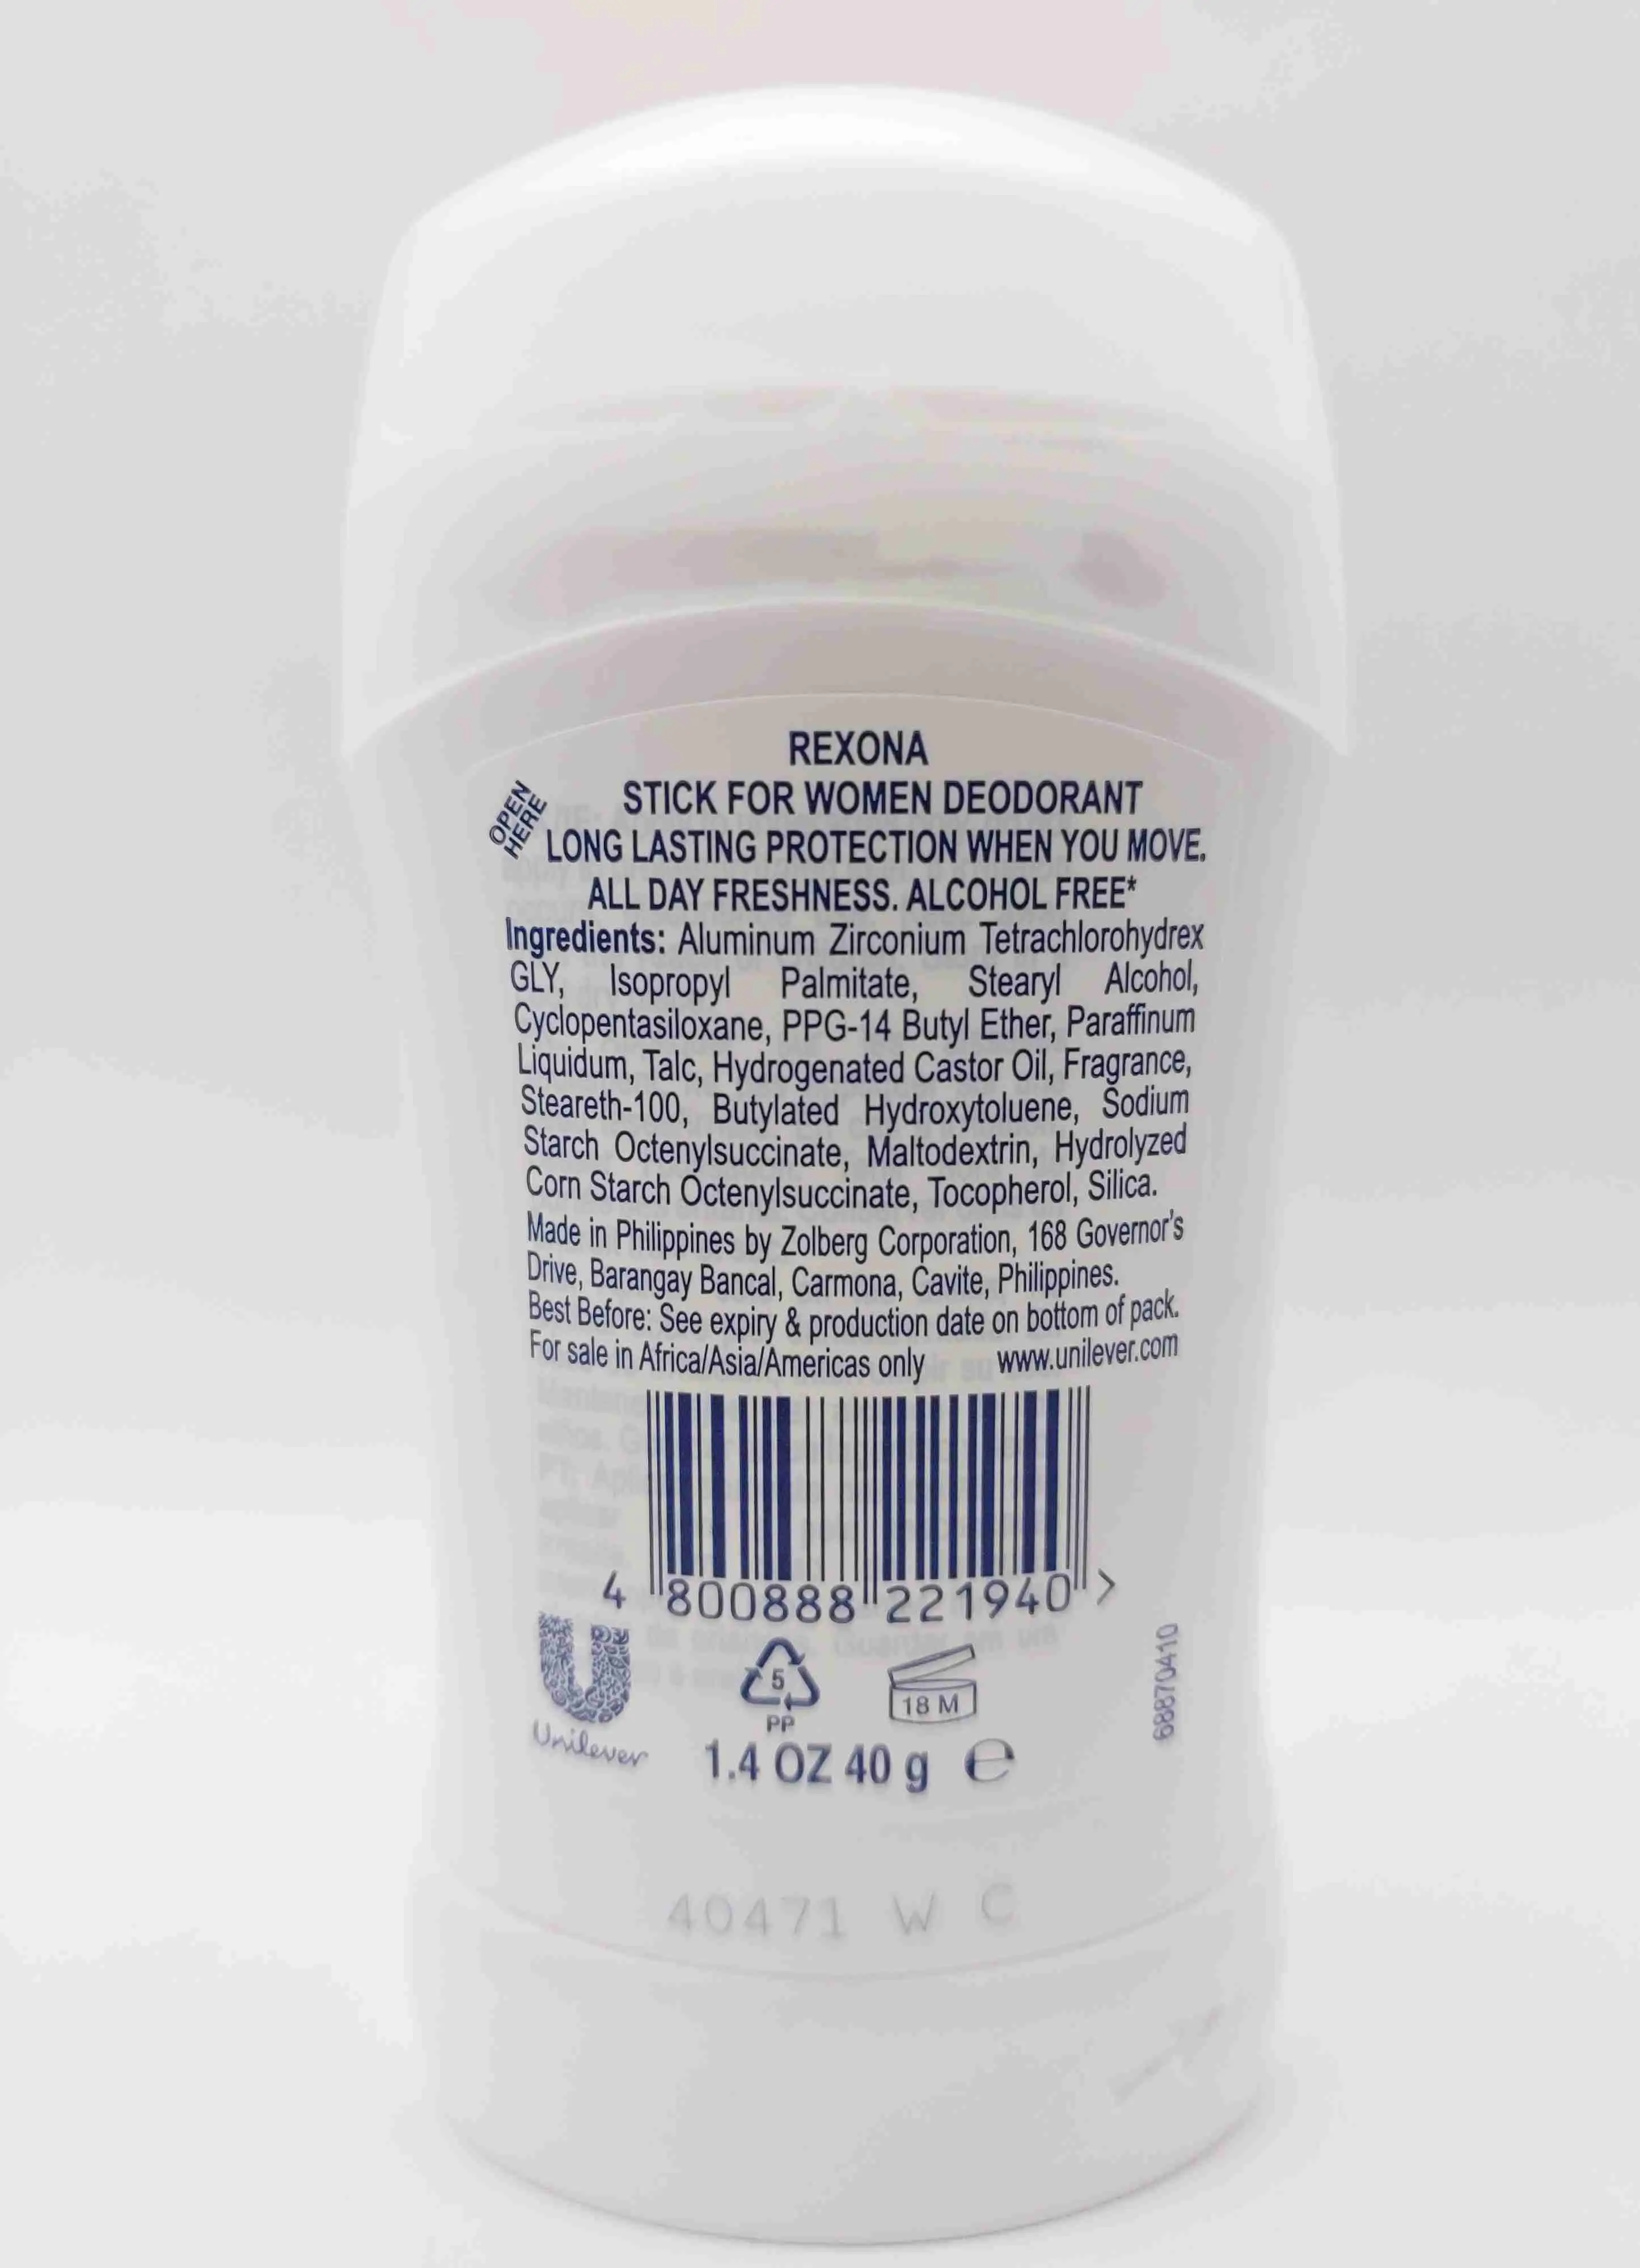 REXONA
OPEN
HERE
STICK FOR WOMEN DEODORANT
LONG LASTING PROTECTION WHEN YOU MOVE.
ALL DAY FRESHNESS. ALCOHOL FREE*
Ingredients: Aluminum Zirconium Tetrachlorohydrex
GLY, Isopropyl Palmitate, Stearyl Alcohol,
Cyclopentasiloxane, PPG-14 Butyl Ether, Paraffinum
Liquidum, Talc, Hydrogenated Castor Oil, Fragrance,
Steareth-100, Butylated Hydroxytoluene, Sodium
Starch Octenylsuccinate, Maltodextrin, Hydrolyzed
Corn Starch Octenylsuccinate, Tocopherol, Silica.
Made in Philippines by Zolberg Corporation, 168 Governor's
Drive, Barangay Bancal, Carmona, Cavite, Philippines.
Best Before: See expiry & production date on bottom of pack.
For sale in Africa/Asia/Americas only www.unilever.com
4 800888 221940 >
5
PP
18 M
68870410
Unilever
1.4 OZ 40 g e
40471 W C